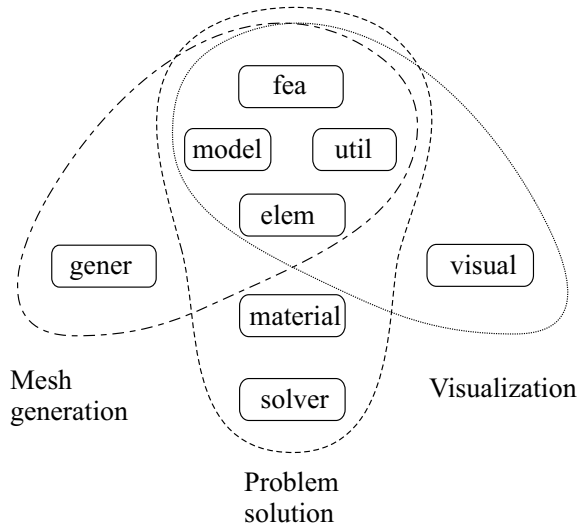 fea
model
util
elem
gener
visual
material
solver
Mesh
generation
Visualization
Problem
solution